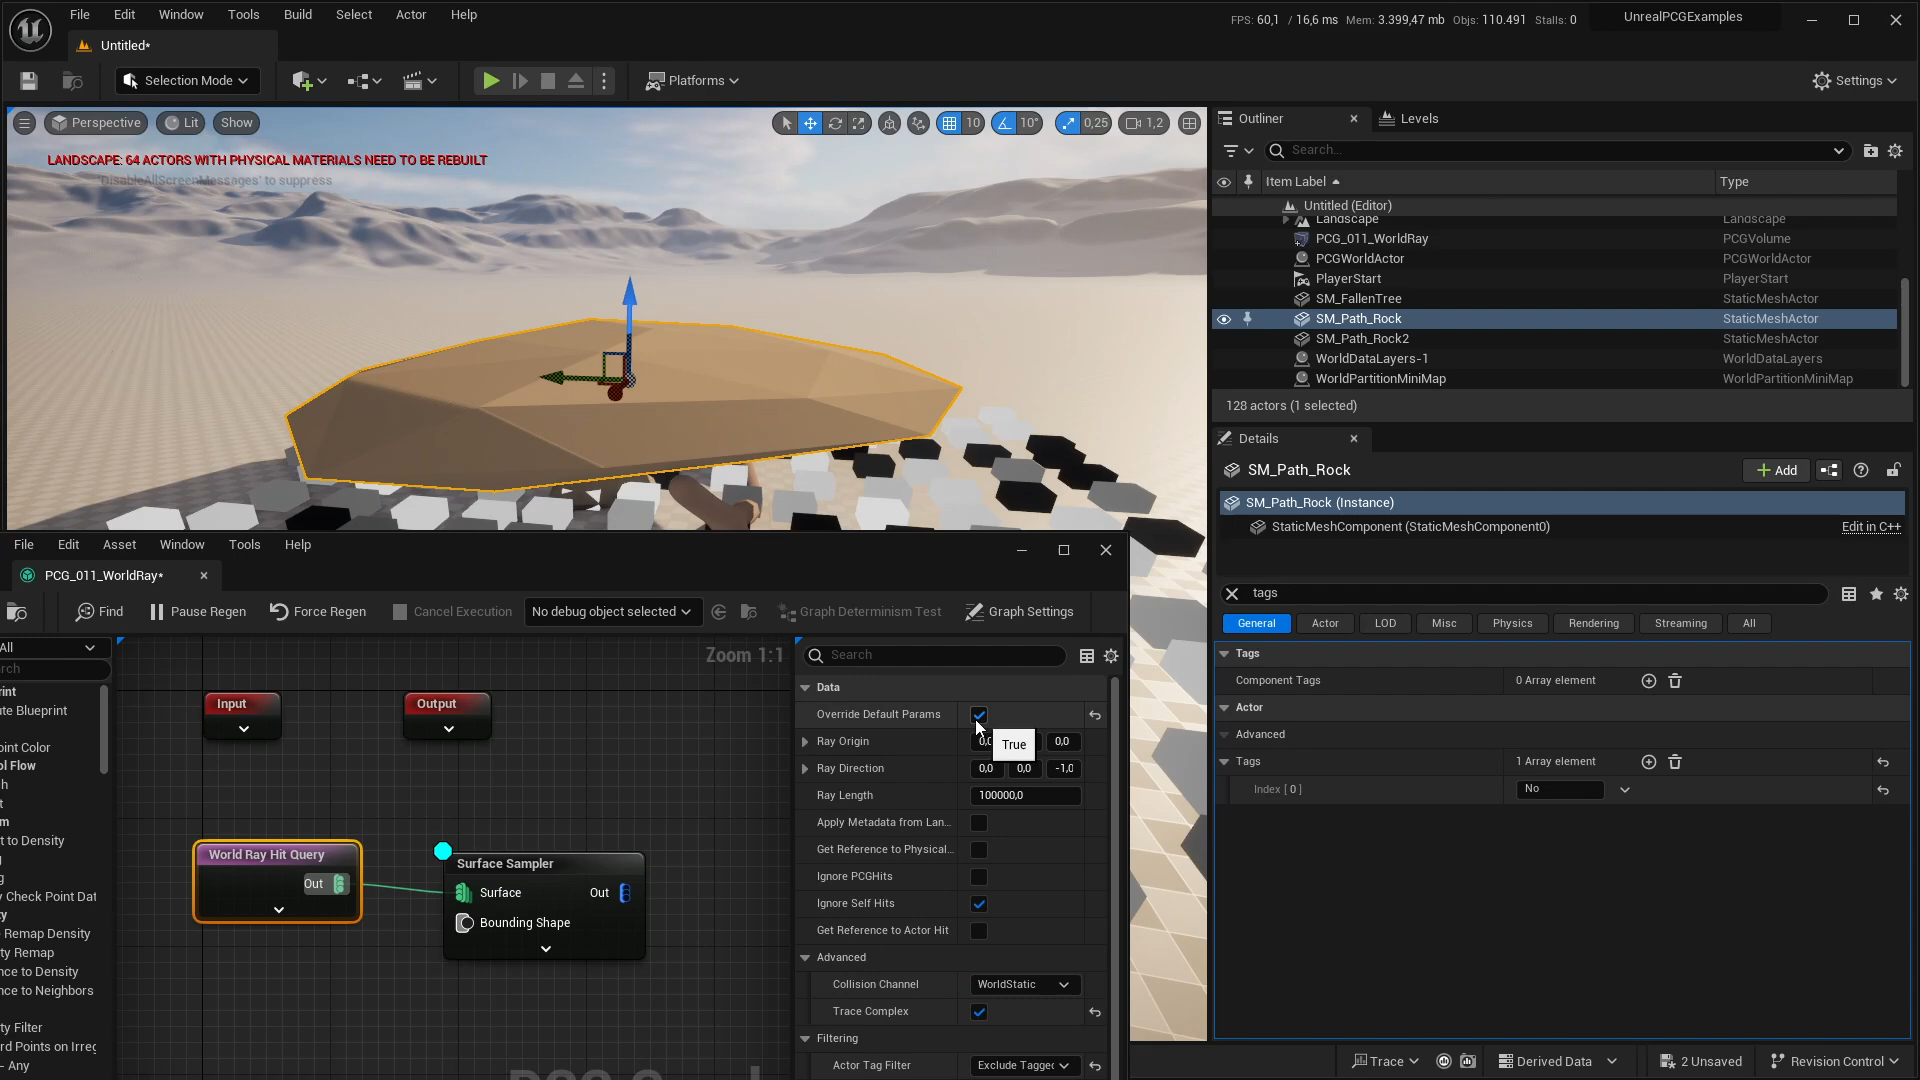 File Edit Window Tools Build Select Actor Help
FPS: 60,1 / 16,6 ms Mem: 3.399,47 mb Objs: 110.491 Stalls: 0
UnrealPCGExamples
Untitled*
Selection Mode
Platforms
Settings
Perspective
Lit
Show
10
10°
0,25
1,2
LANDSCAPE: 64 ACTORS WITH PHYSICAL MATERIALS NEED TO BE REBUILT
'DisableAllScreenMessages' to suppress
Outliner
Levels
Search...
Item Label
Type
Untitled (Editor)
Landscape Landscape
PCG_011_WorldRay PCGVolume
PCGWorldActor PCGWorldActor
PlayerStart PlayerStart
SM_FallenTree StaticMeshActor
SM_Path_Rock StaticMeshActor
SM_Path_Rock2 StaticMeshActor
WorldDataLayers-1 WorldDataLayers
WorldPartitionMiniMap WorldPartitionMiniMap
128 actors (1 selected)
Details
SM_Path_Rock
Add
SM_Path_Rock (Instance)
StaticMeshComponent (StaticMeshComponent0)
Edit in C++
tags
General Actor LOD Misc Physics Rendering Streaming All
Tags
Component Tags 0 Array element
Actor
Advanced
Tags 1 Array element
Index [ 0 ] No
File Edit Asset Window Tools Help
PCG_011_WorldRay*
Find
Pause Regen
Force Regen
Cancel Execution
No debug object selected
Graph Determinism Test
Graph Settings
All
rch
rint
ute Blueprint
oint Color
ol Flow
h
t
m
d to Density
g
y Check Point Dat
ty
e Remap Density
ty Remap
nce to Density
nce to Neighbors
ty Filter
rd Points on Irreg
- Any
Zoom 1:1
Input
Output
World Ray Hit Query
Out
Surface Sampler
Surface
Out
Bounding Shape
Search
Data
Override Default Params
Ray Origin 0,0 0,0
True
Ray Direction 0,0 0,0 -1,0
Ray Length 100000,0
Apply Metadata from Lan...
Get Reference to Physical...
Ignore PCGHits
Ignore Self Hits
Get Reference to Actor Hit
Advanced
Collision Channel WorldStatic
Trace Complex
Filtering
Actor Tag Filter Exclude Tagged
Trace
Derived Data
2 Unsaved
Revision Control